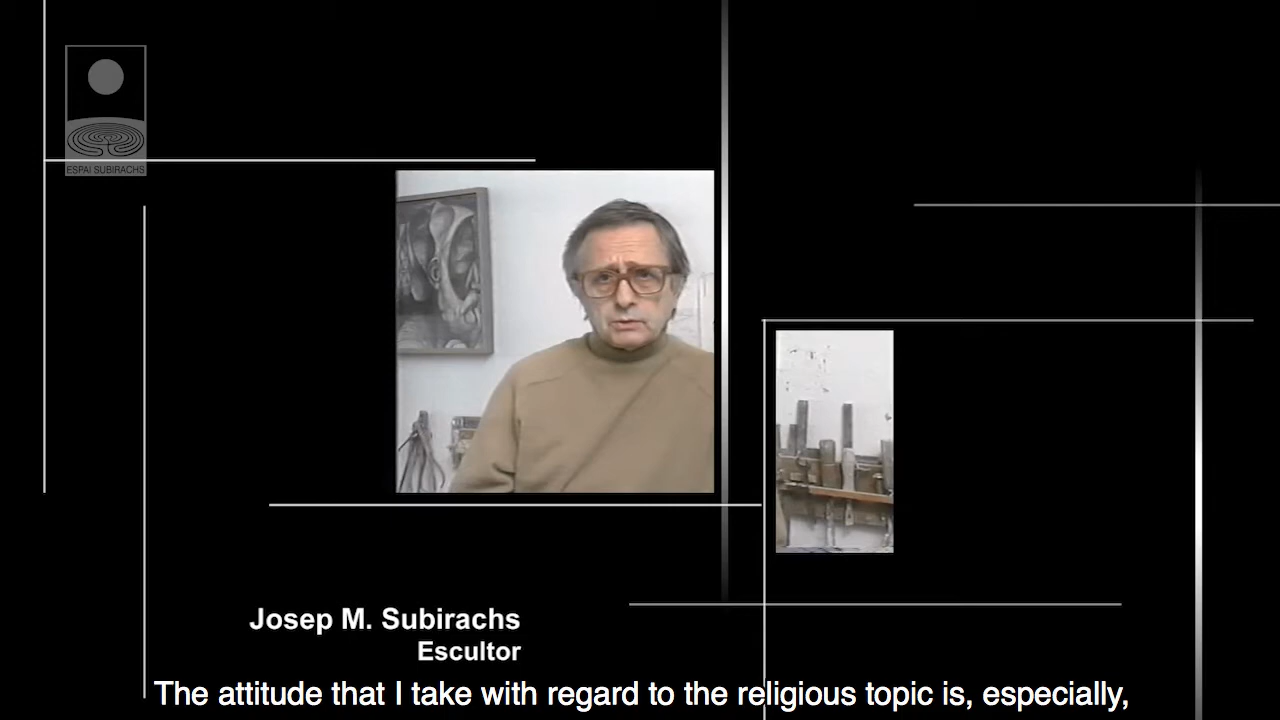 ESPAI SUBIRACHS
Josep M. Subirachs
Escultor
The attitude that I take with regard to the religious topic is, especially,